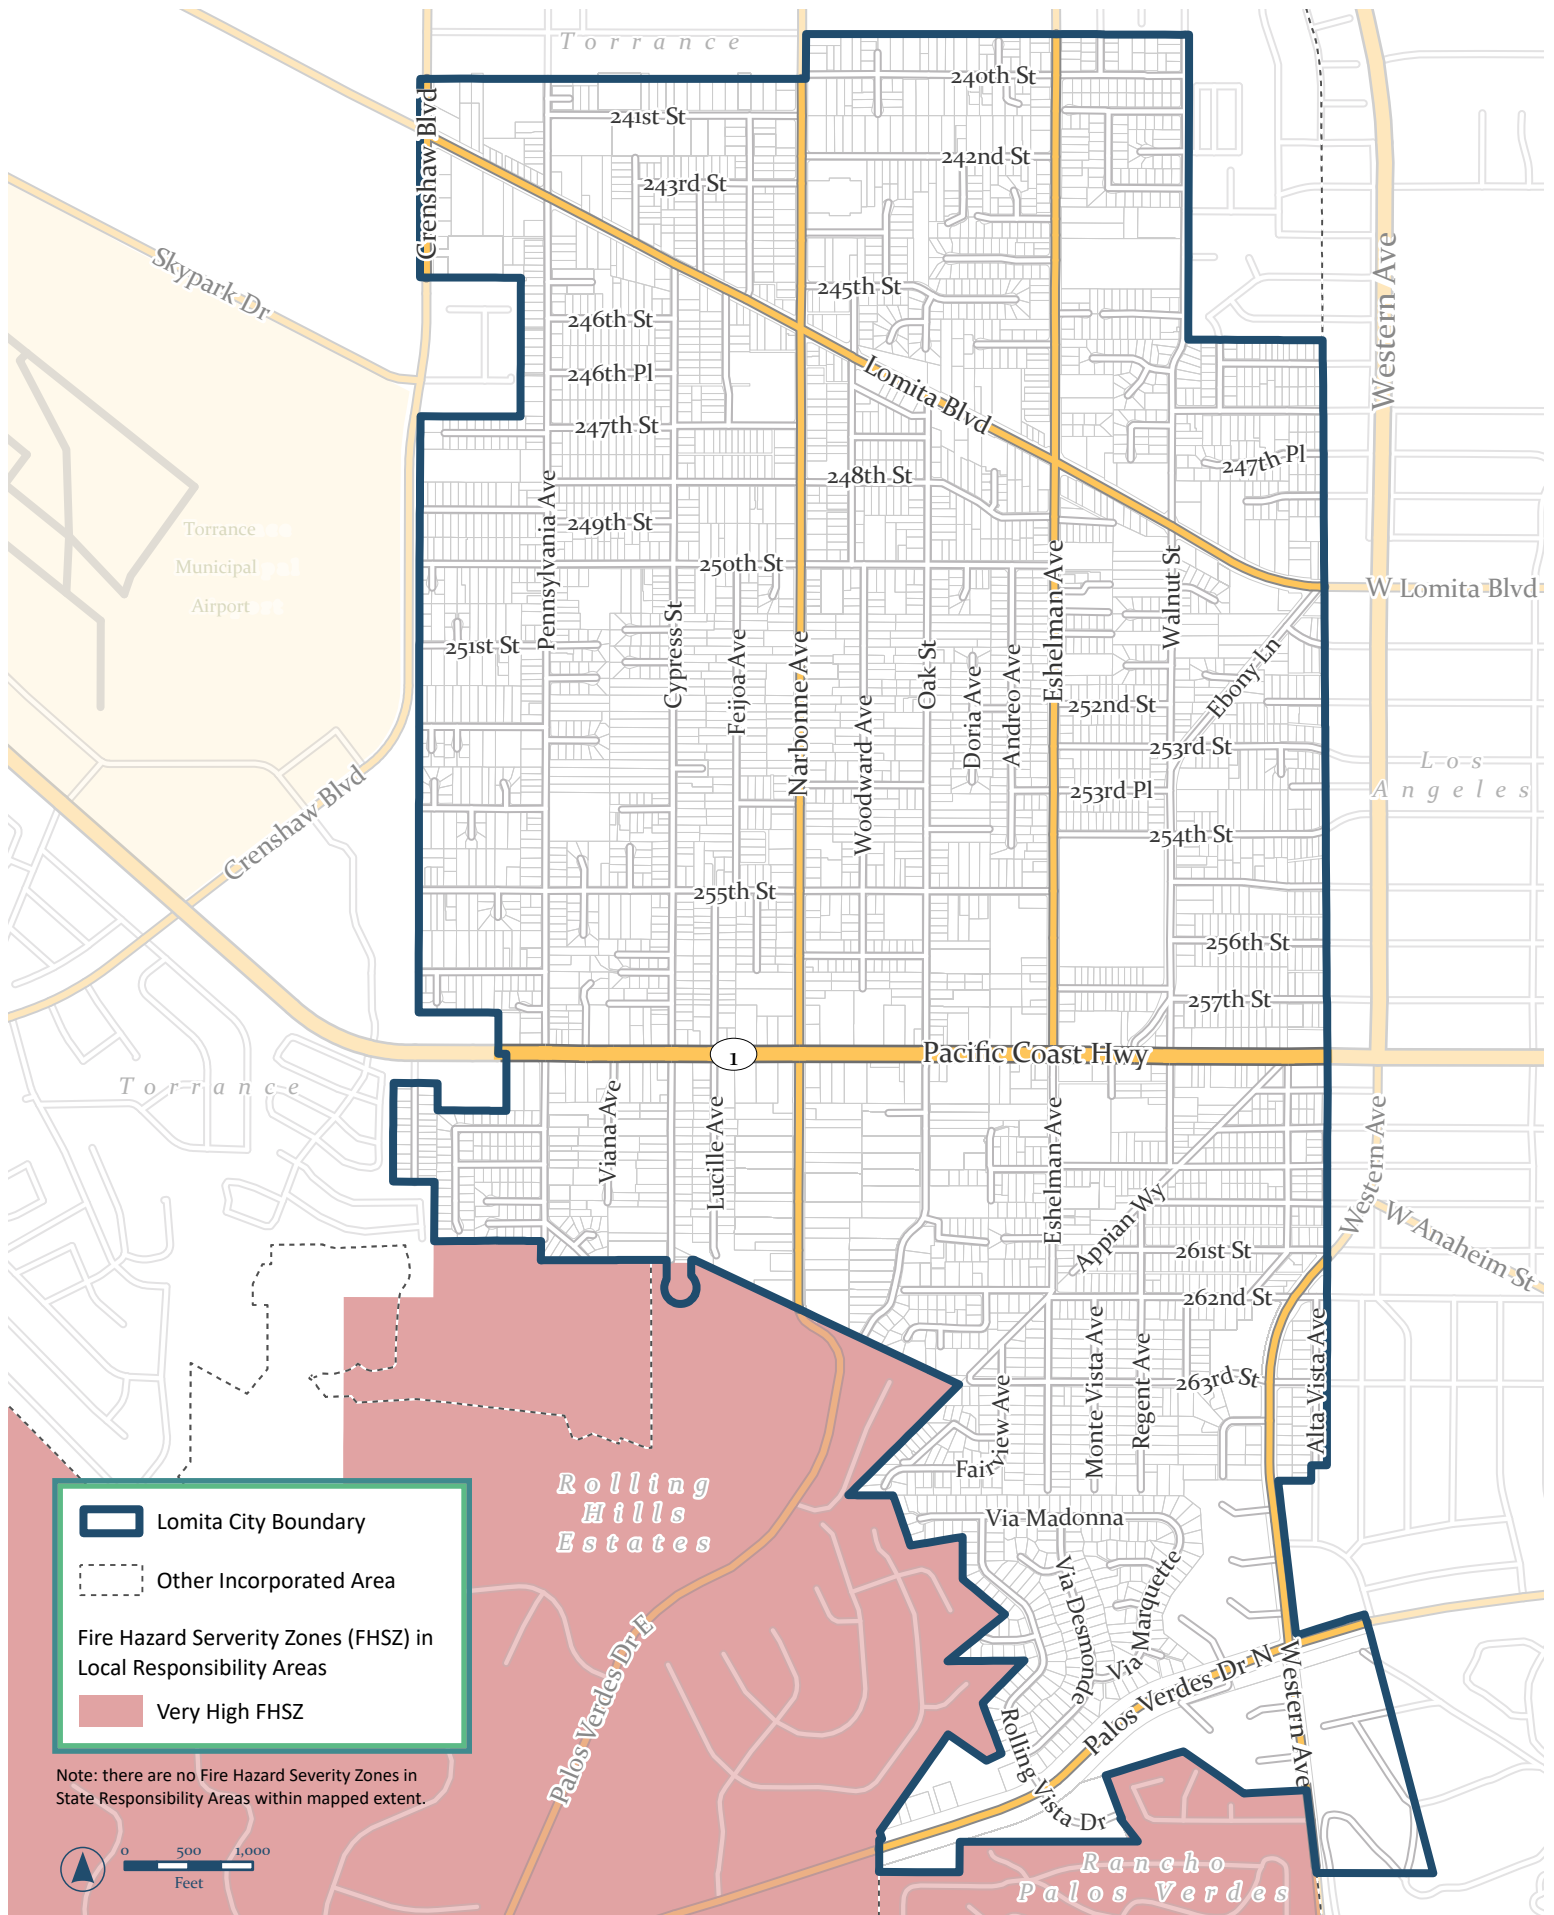 Torrance
240th St
Crenshaw Blvd
241st St
242nd St
243rd St
Skypark Dr
Western Ave
245th St
246th St
246th Pl
Lomita Blvd
247th St
247th Pl
248th St
Pennsylvania Ave
249th St
Torrance
Municipal
Airport
250th St
Eshelman Ave
Walnut St
W Lomita Blvd
251st St
Cypress St
Feijoa Ave
Narbonne Ave
Woodward Ave
Oak St
Doria Ave
Andreo Ave
252nd St
Ebony Ln
253rd St
Los
Angeles
253rd Pl
254th St
Crenshaw Blvd
255th St
256th St
257th St
1
Pacific Coast Hwy
Torrance
Viana Ave
Lucille Ave
Eshelman Ave
Appian Wy
Western Ave
W Anaheim St
261st St
262nd St
Monte Vista Ave
Regent Ave
263rd St
Alta Vista Ave
Fairview Ave
Rolling
Hills
Estates
Via Madonna
Via Desmonde
Via Marquette
Palos Verdes Dr E
Palos Verdes Dr N
Western Ave
Rolling Vista Dr
Rancho
Palos Verdes
Lomita City Boundary
Other Incorporated Area
Fire Hazard Serverity Zones (FHSZ) in
Local Responsibility Areas
Very High FHSZ
Note: there are no Fire Hazard Severity Zones in
State Responsibility Areas within mapped extent.
0 500 1,000
Feet